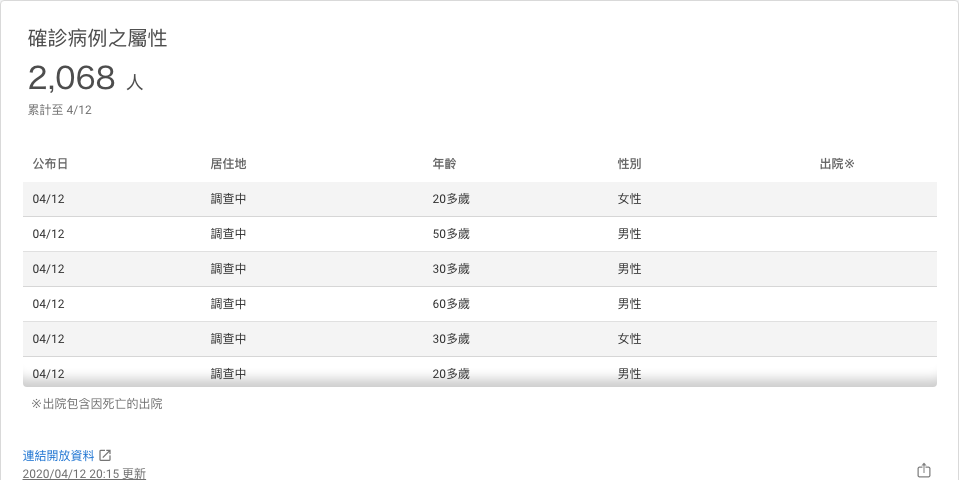 確診病例之屬性
2,068 人
累計至 4/12
公布日 居住地 年齡 性別 出院※
04/12 調查中 20多歲 女性
04/12 調查中 50多歲 男性
04/12 調查中 30多歲 男性
04/12 調查中 60多歲 男性
04/12 調查中 30多歲 女性
04/12 調查中 20多歲 男性
※出院包含因死亡的出院
連結開放資料
2020/04/12 20:15 更新